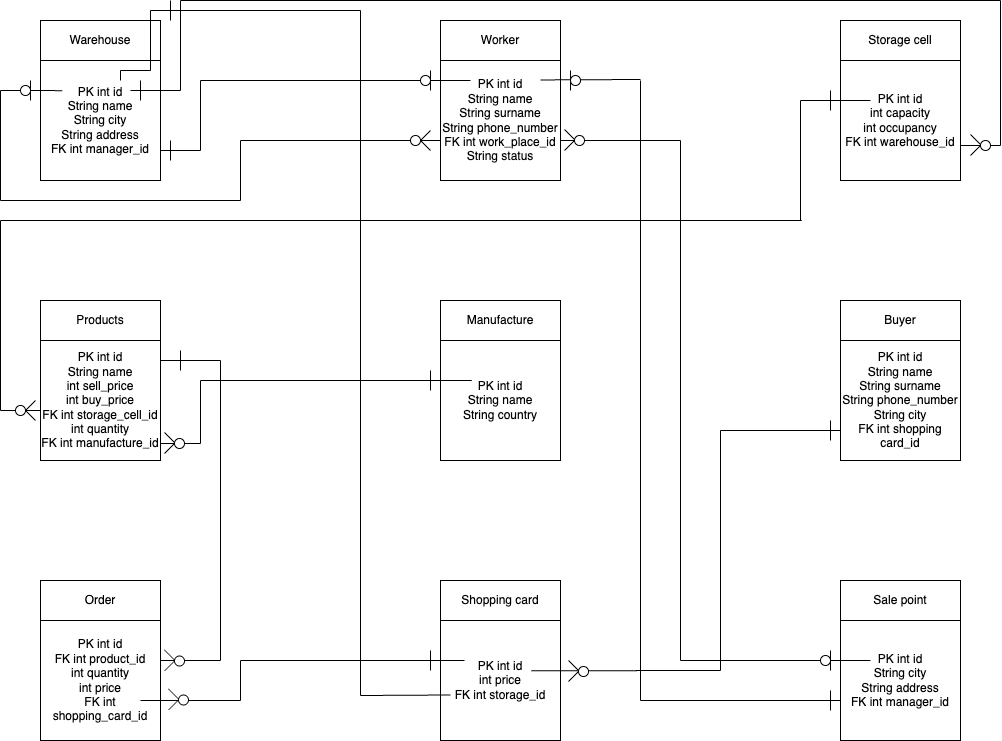 Warehouse
PK int id
String name
String city
String address
FK int manager_id
Worker
PK int id
String name
String surname
String phone_number
FK int work_place_id
String status
Storage cell
PK int id
int capacity
int occupancy
FK int warehouse_id
Products
PK int id
String name
int sell_price
int buy_price
FK int storage_cell_id
int quantity
FK int manufacture_id
Manufacture
PK int id
String name
String country
Buyer
PK int id
String name
String surname
String phone_number
String city
FK int shopping
card_id
Order
PK int id
FK int product_id
int quantity
int price
FK int
shopping_card_id
Shopping card
PK int id
int price
FK int storage_id
Sale point
PK int id
String city
String address
FK int manager_id